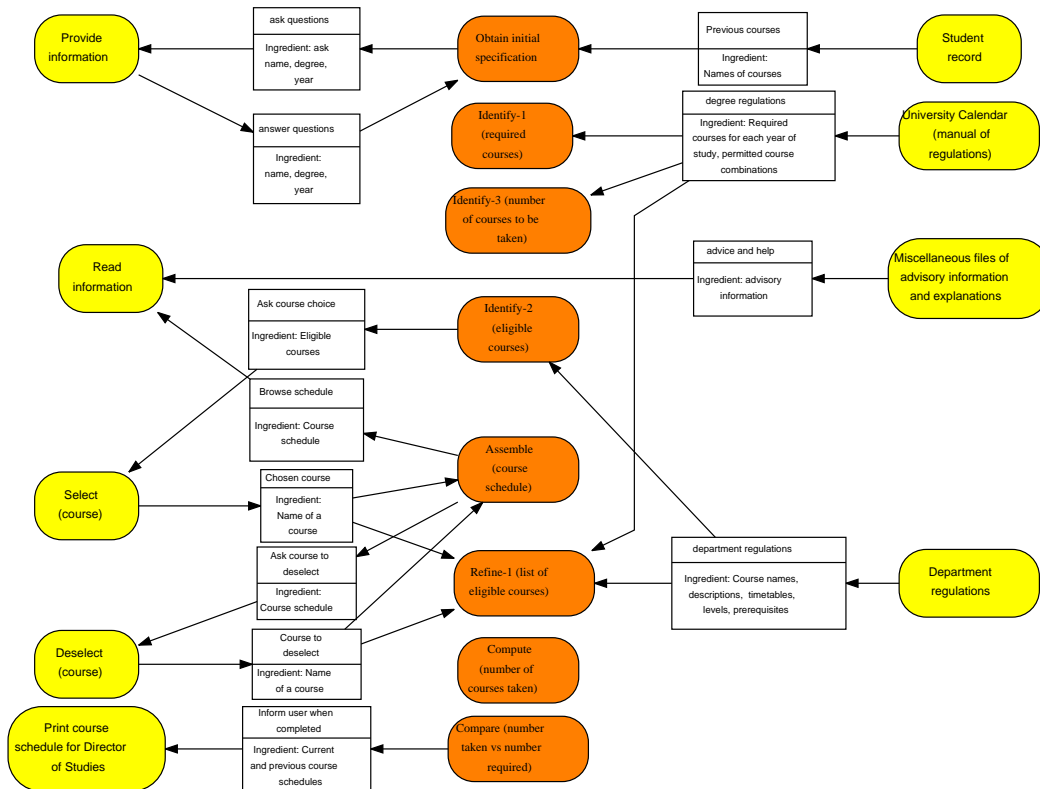 Provide
information
ask questions
Ingredient: ask
name, degree,
year
Obtain initial
specification
Previous courses
Ingredient:
Names of courses
Student
record
answer questions
Ingredient:
name, degree,
year
Identify-1
(required
courses)
degree regulations
Ingredient: Required
courses for each year of
study, permitted course
combinations
University Calendar
(manual of
regulations)
Identify-3 (number
of courses to be
taken)
Read
information
advice and help
Ingredient: advisory
information
Miscellaneous files of
advisory information
and explanations
Ask course choice
Ingredient: Eligible
courses
Identify-2
(eligible
courses)
Browse schedule
Ingredient: Course
schedule
Assemble
(course
schedule)
Select
(course)
Chosen course
Ingredient:
Name of a
course
Ask course to
deselect
Ingredient:
Course schedule
Refine-1 (list of
eligible courses)
department regulations
Ingredient: Course names,
descriptions, timetables,
levels, prerequisites
Department
regulations
Deselect
(course)
Course to
deselect
Ingredient: Name
of a course
Compute
(number of
courses taken)
Print course
schedule for Director
of Studies
Inform user when
completed
Ingredient: Current
and previous course
schedules
Compare (number
taken vs number
required)